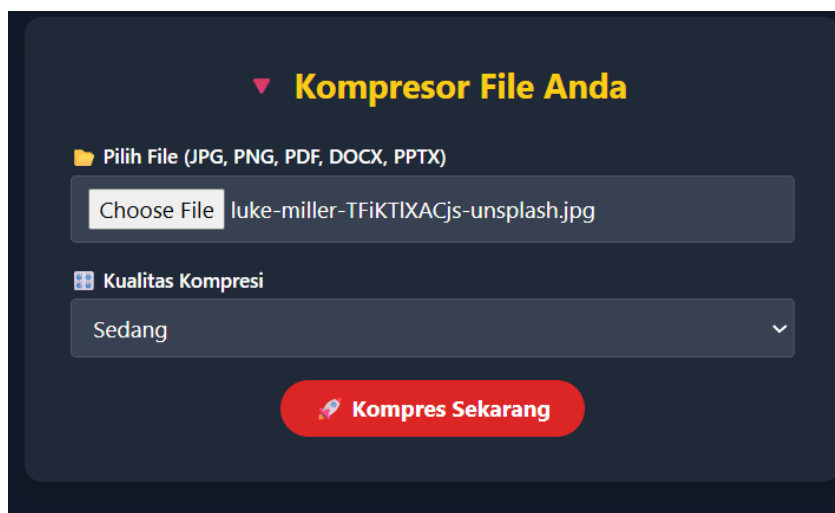 Kompresor File Anda
Pilih File (JPG, PNG, PDF, DOCX, PPTX)
Choose File luke-miller-TFiKTlXACjs-unsplash.jpg
Kualitas Kompresi
Sedang
Kompres Sekarang